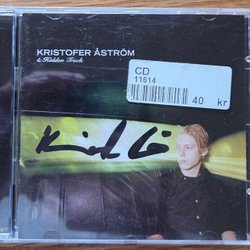 KRISTOFER ÅSTRÖM
& Hidden Truck
CD
11614
40 kr